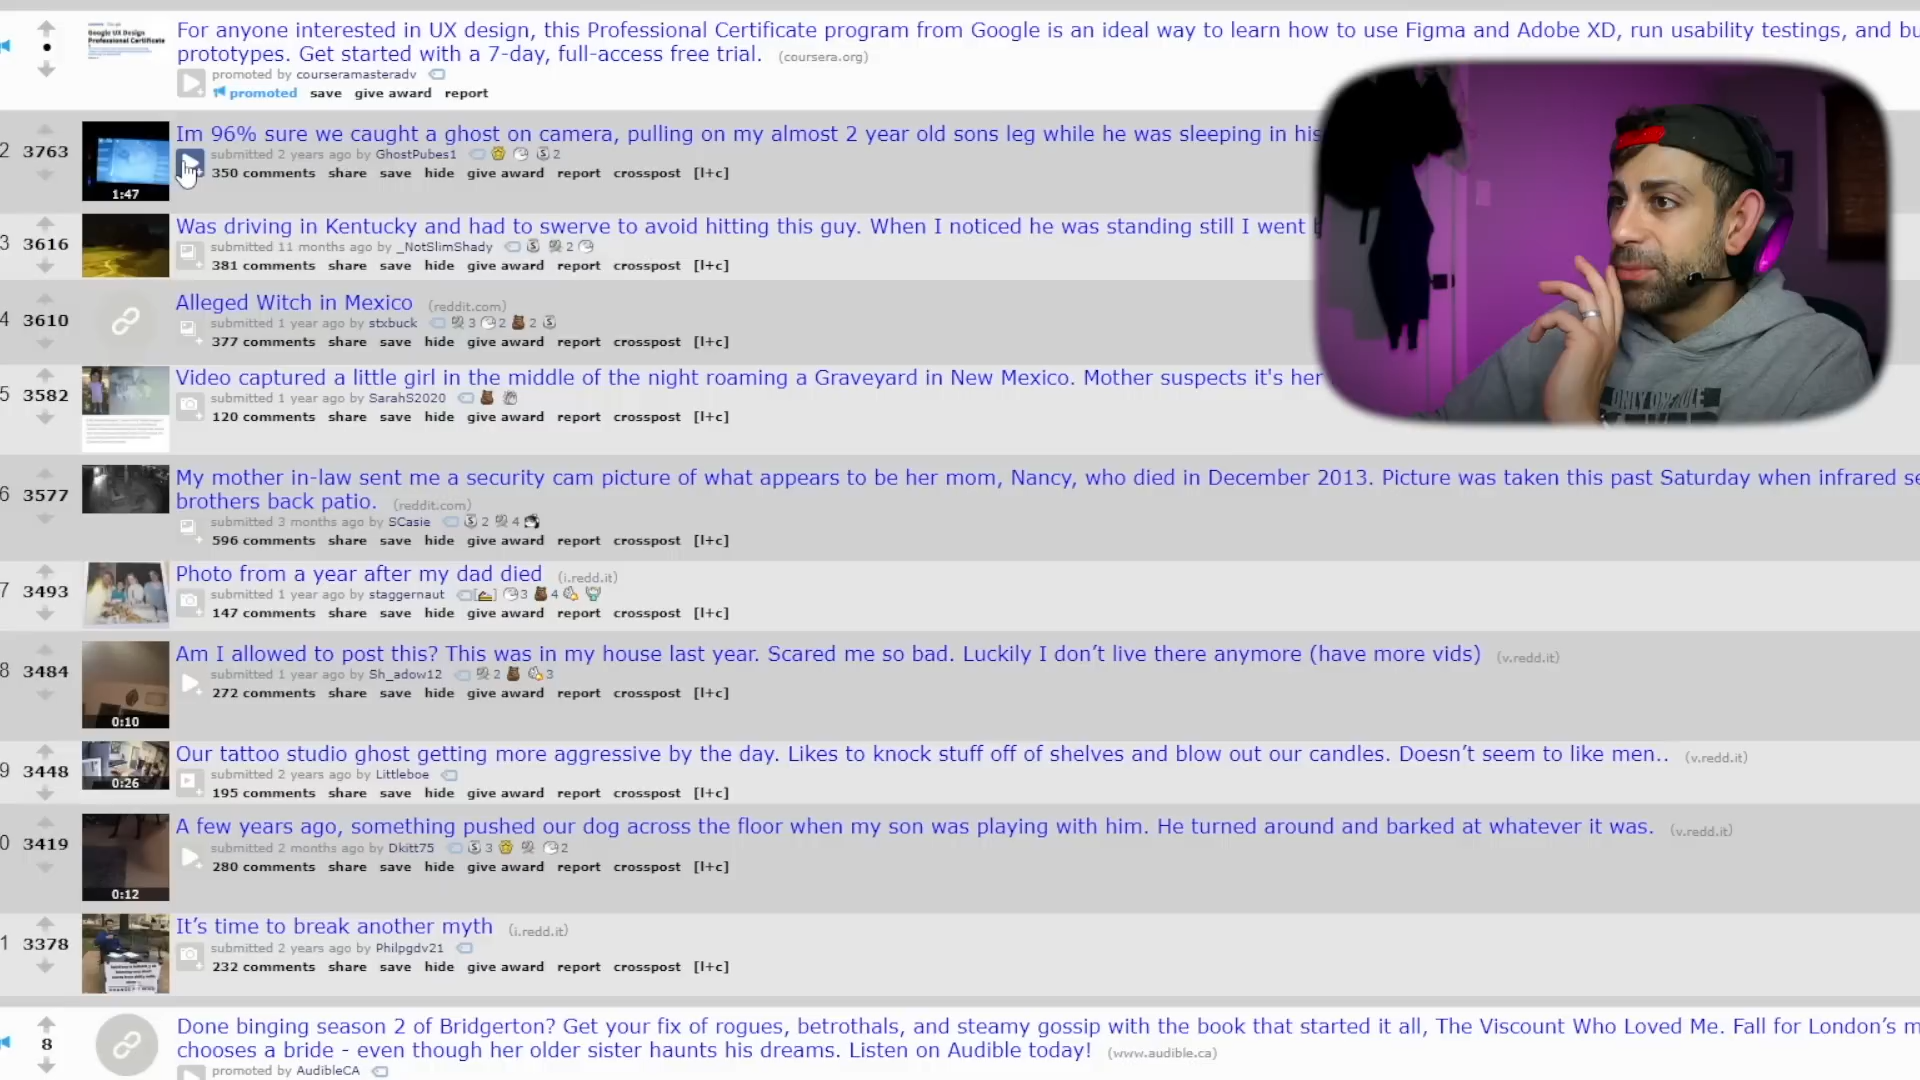 Google UX Design
Professional Certificate
For anyone interested in UX design, this Professional Certificate program from Google is an ideal way to learn how to use Figma and Adobe XD, run usability testings, and bu
prototypes. Get started with a 7-day, full-access free trial. (coursera.org)
promoted by courseramasteradv
promoted save give award report
2 3763
1:47
Im 96% sure we caught a ghost on camera, pulling on my almost 2 year old sons leg while he was sleeping in his
submitted 2 years ago by GhostPubes1 2
350 comments share save hide give award report crosspost [l+c]
3 3616
Was driving in Kentucky and had to swerve to avoid hitting this guy. When I noticed he was standing still I went b
submitted 11 months ago by _NotSlimShady 2
381 comments share save hide give award report crosspost [l+c]
4 3610
Alleged Witch in Mexico (reddit.com)
submitted 1 year ago by stxbuck 3 2 2
377 comments share save hide give award report crosspost [l+c]
5 3582
Video captured a little girl in the middle of the night roaming a Graveyard in New Mexico. Mother suspects it's her
submitted 1 year ago by SarahS2020
120 comments share save hide give award report crosspost [l+c]
6 3577
My mother in-law sent me a security cam picture of what appears to be her mom, Nancy, who died in December 2013. Picture was taken this past Saturday when infrared se
brothers back patio. (reddit.com)
submitted 3 months ago by SCasie 2 4
596 comments share save hide give award report crosspost [l+c]
7 3493
Photo from a year after my dad died (i.redd.it)
submitted 1 year ago by staggernaut 3 4
147 comments share save hide give award report crosspost [l+c]
8 3484
0:10
Am I allowed to post this? This was in my house last year. Scared me so bad. Luckily I don’t live there anymore (have more vids) (v.redd.it)
submitted 1 year ago by Sh_adow12 2 3
272 comments share save hide give award report crosspost [l+c]
9 3448
0:26
Our tattoo studio ghost getting more aggressive by the day. Likes to knock stuff off of shelves and blow out our candles. Doesn’t seem to like men.. (v.redd.it)
submitted 2 years ago by Littleboe
195 comments share save hide give award report crosspost [l+c]
0 3419
0:12
A few years ago, something pushed our dog across the floor when my son was playing with him. He turned around and barked at whatever it was. (v.redd.it)
submitted 2 months ago by Dkitt75 3 2
280 comments share save hide give award report crosspost [l+c]
1 3378
It’s time to break another myth (i.redd.it)
submitted 2 years ago by Philpgdv21
232 comments share save hide give award report crosspost [l+c]
8
Done binging season 2 of Bridgerton? Get your fix of rogues, betrothals, and steamy gossip with the book that started it all, The Viscount Who Loved Me. Fall for London’s m
chooses a bride - even though her older sister haunts his dreams. Listen on Audible today! (www.audible.ca)
promoted by AudibleCA